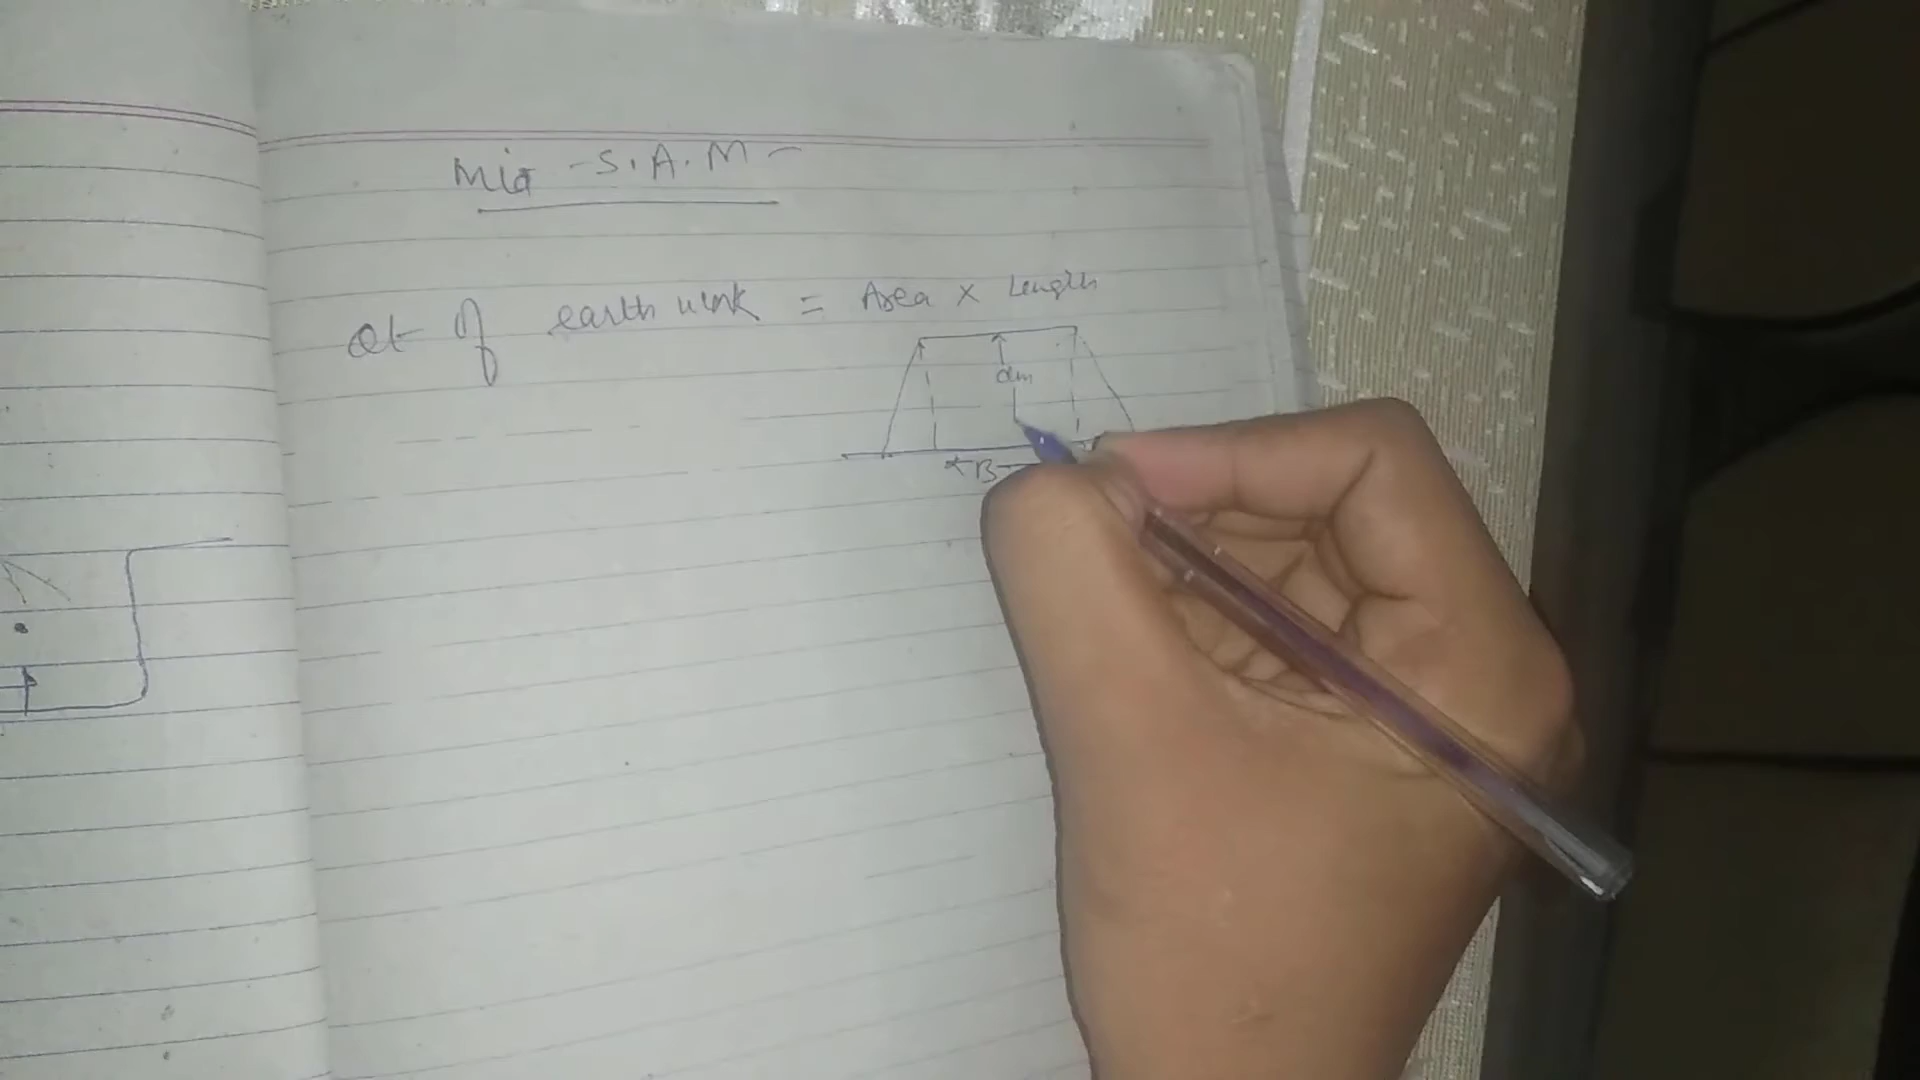 Mid - S.A.M -
Qt of earth work = Area × Length
dm
B